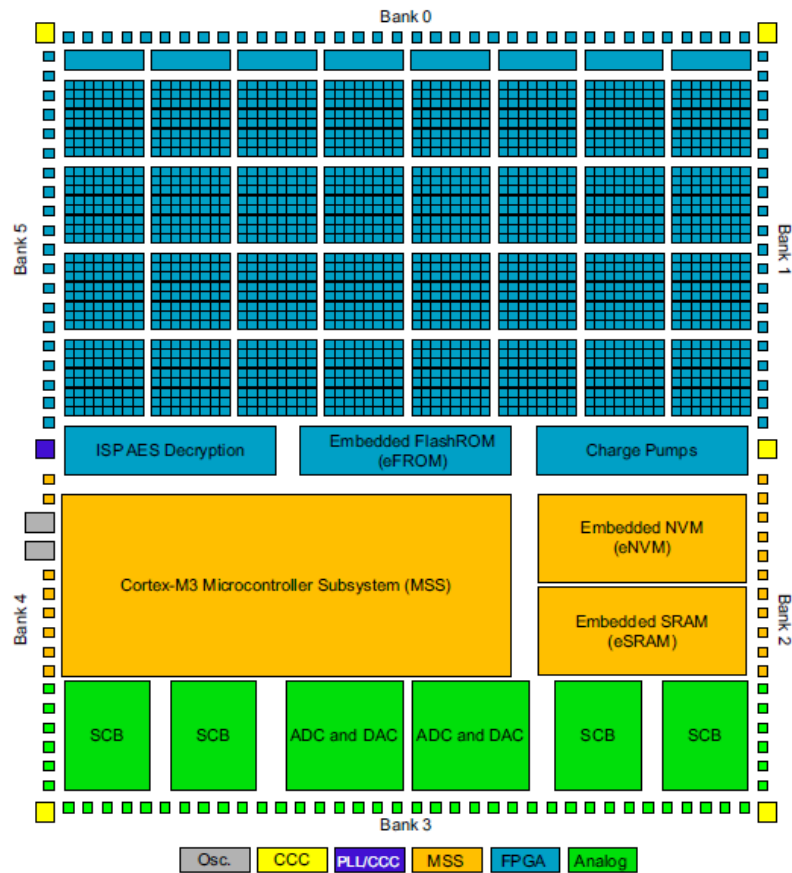 Bank 0
Bank 5
Bank 1
ISP AES Decryption
Embedded FlashROM
(eFROM)
Charge Pumps
Cortex-M3 Microcontroller Subsystem (MSS)
Embedded NVM
(eNVM)
Embedded SRAM
(eSRAM)
Bank 4
Bank 2
SCB
SCB
ADC and DAC
ADC and DAC
SCB
SCB
Bank 3
Osc.
CCC
PLL/CCC
MSS
FPGA
Analog